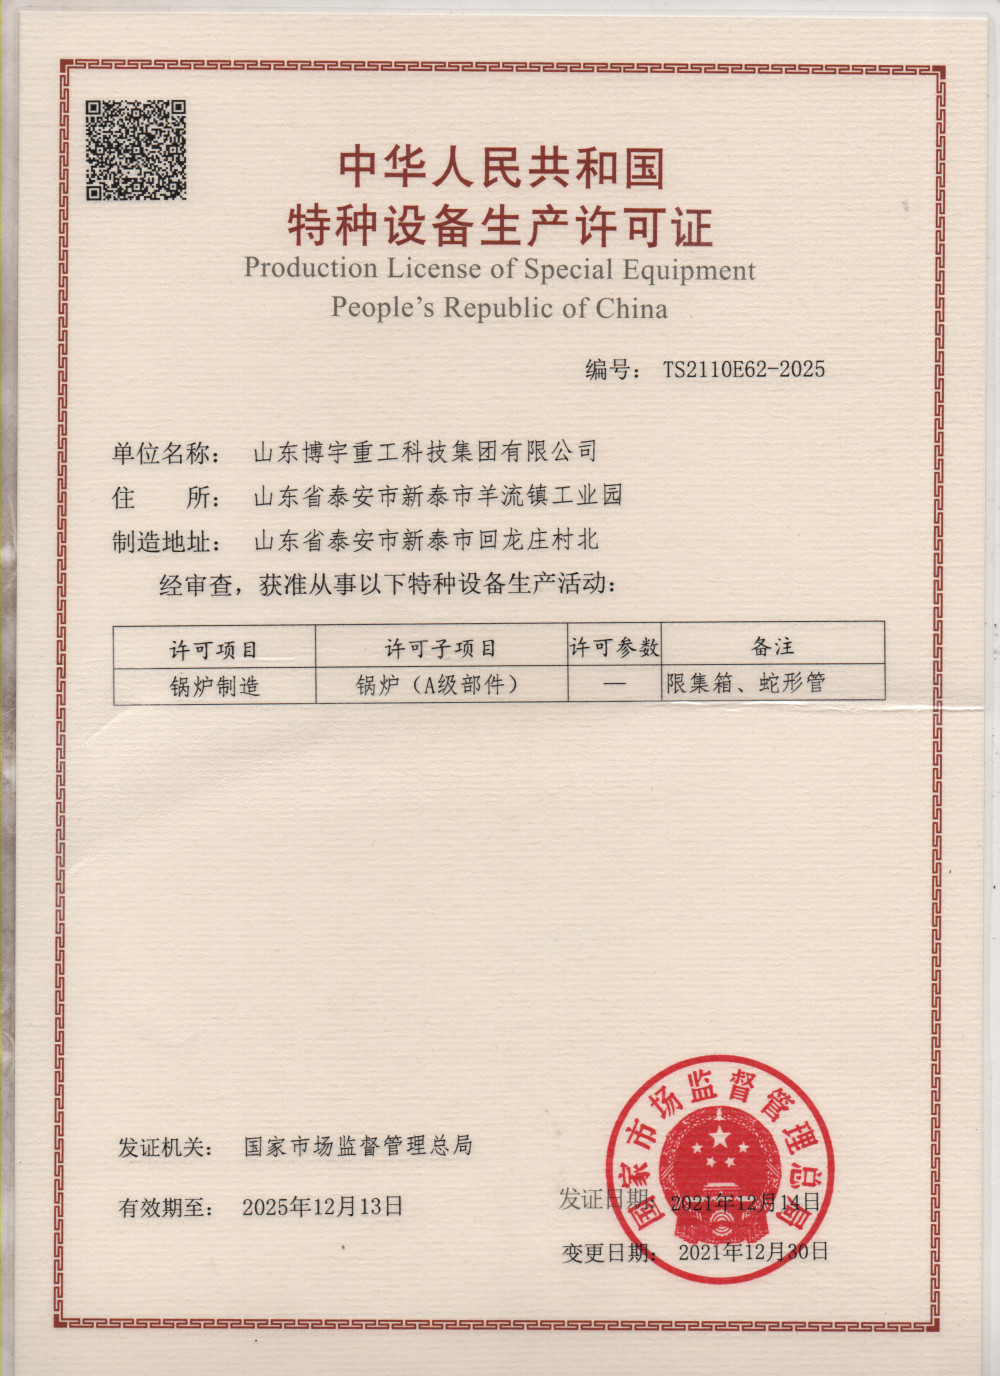 中华人民共和国
特种设备生产许可证
Production License of Special Equipment
People's Republic of China
编号： TS2110E62-2025
单位名称： 山东博宇重工科技集团有限公司
住 所： 山东省泰安市新泰市羊流镇工业园
制造地址： 山东省泰安市新泰市回龙庄村北
经审查，获准从事以下特种设备生产活动：
许可项目 许可子项目 许可参数 备注
锅炉制造 锅炉（A级部件） — 限集箱、蛇形管
国家市场监督管理总局
发证机关： 国家市场监督管理总局
发证日期： 2021年12月14日
有效期至： 2025年12月13日
变更日期： 2021年12月30日